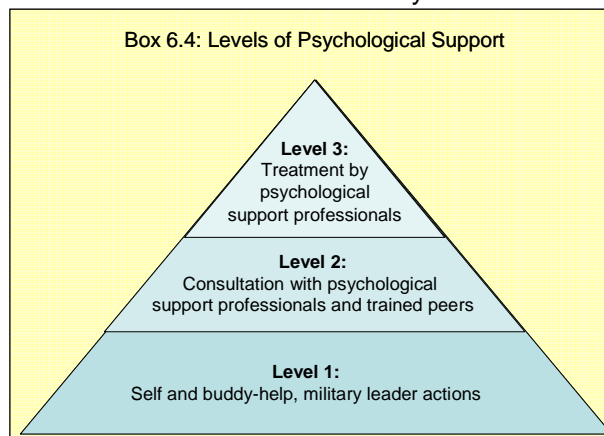 Box 6.4: Levels of Psychological Support
Level 3:
Treatment by
psychological
support professionals
Level 2:
Consultation with psychological
support professionals and trained peers
Level 1:
Self and buddy-help, military leader actions